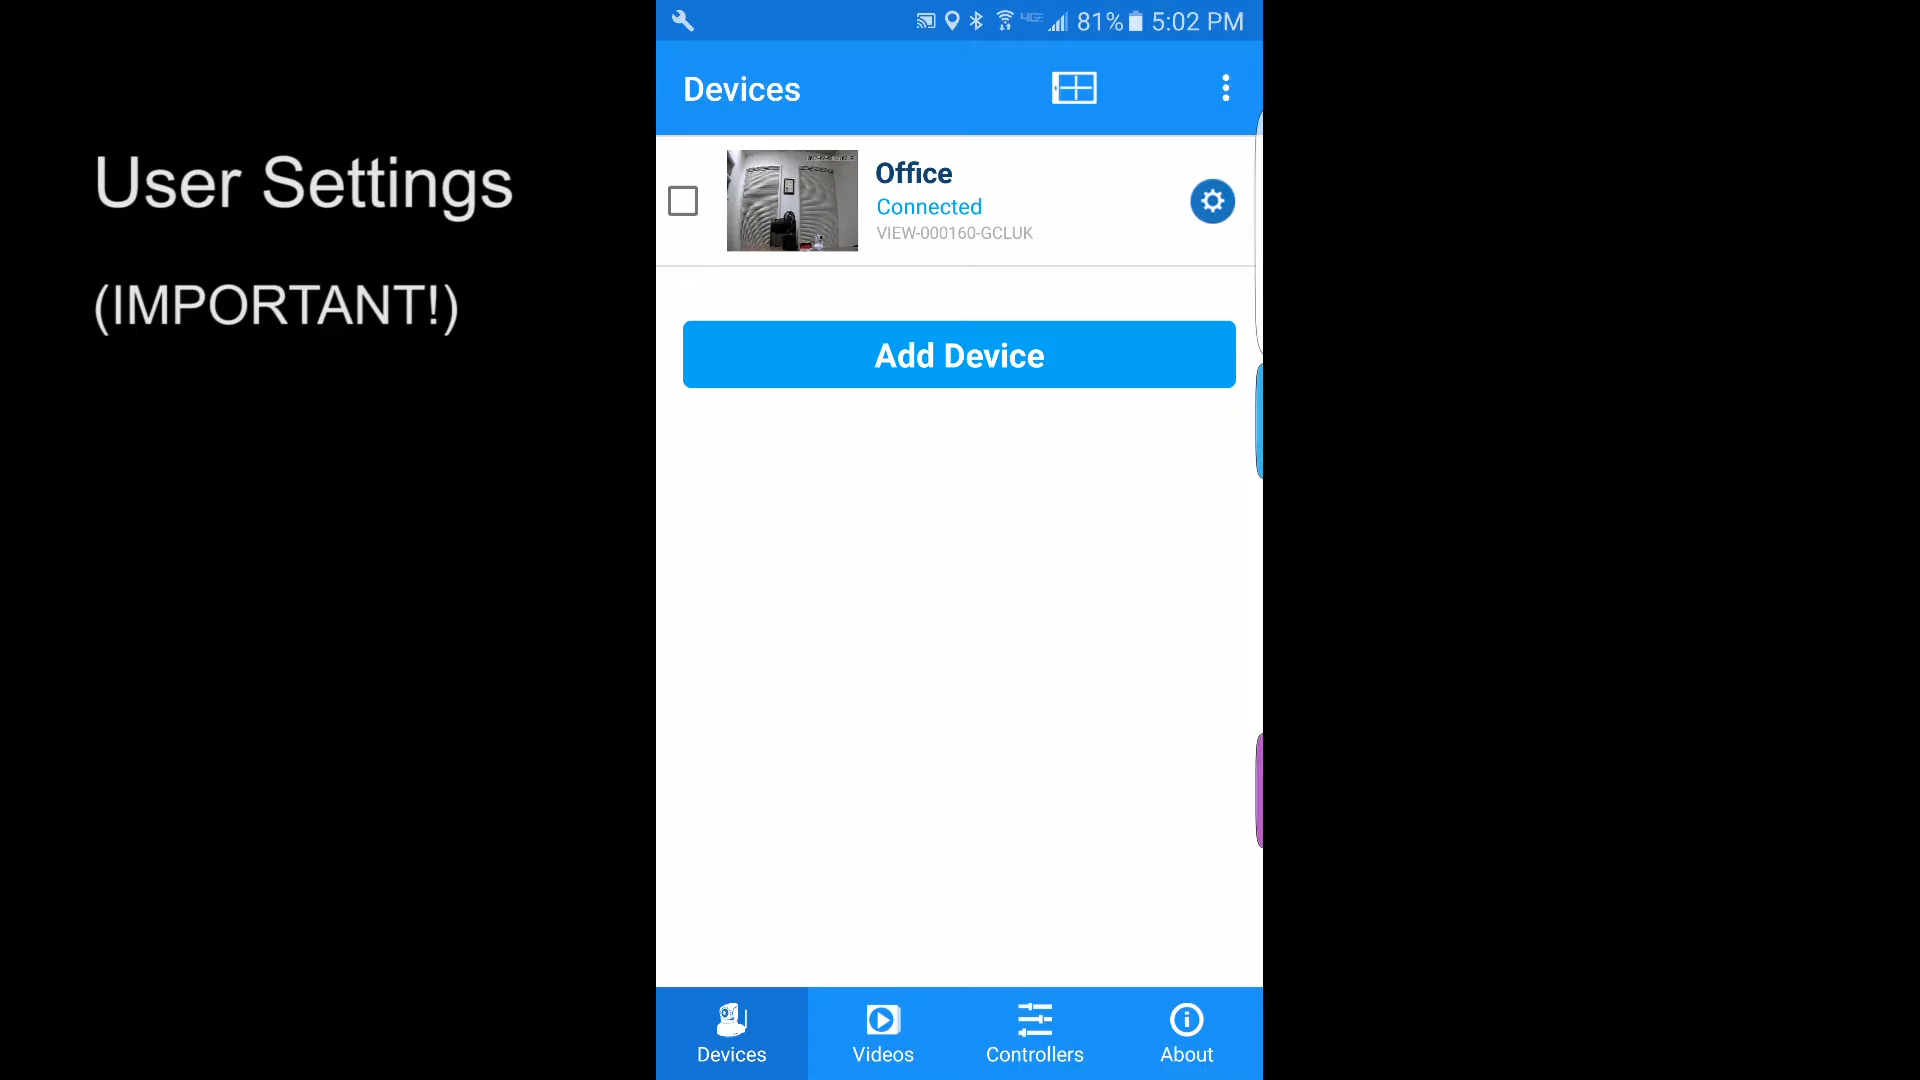 User Settings
(IMPORTANT!)
81% 5:02 PM
Devices
Office
Connected
VIEW-000160-GCLUK
Add Device
Devices
Videos
Controllers
About